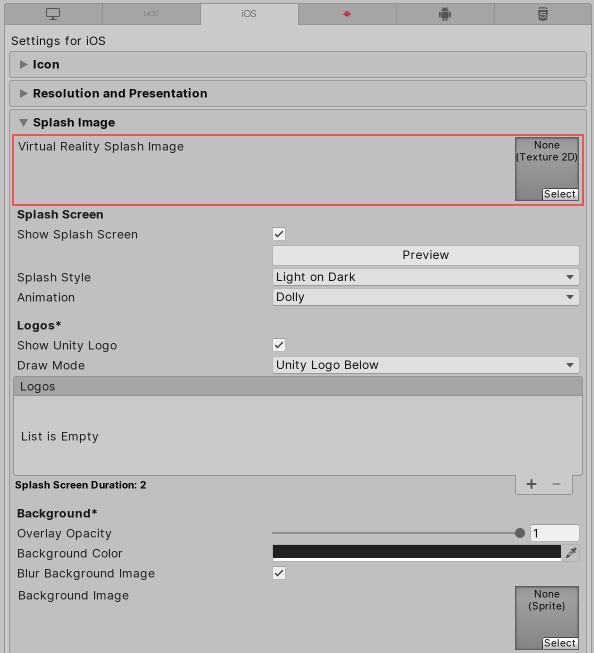 tvOS
iOS
Settings for iOS
Icon
Resolution and Presentation
Splash Image
Virtual Reality Splash Image
None
(Texture 2D)
Select
Splash Screen
Show Splash Screen
Preview
Splash Style
Light on Dark
Animation
Dolly
Logos*
Show Unity Logo
Draw Mode
Unity Logo Below
Logos
List is Empty
Splash Screen Duration: 2
Background*
Overlay Opacity
1
Background Color
Blur Background Image
Background Image
None
(Sprite)
Select